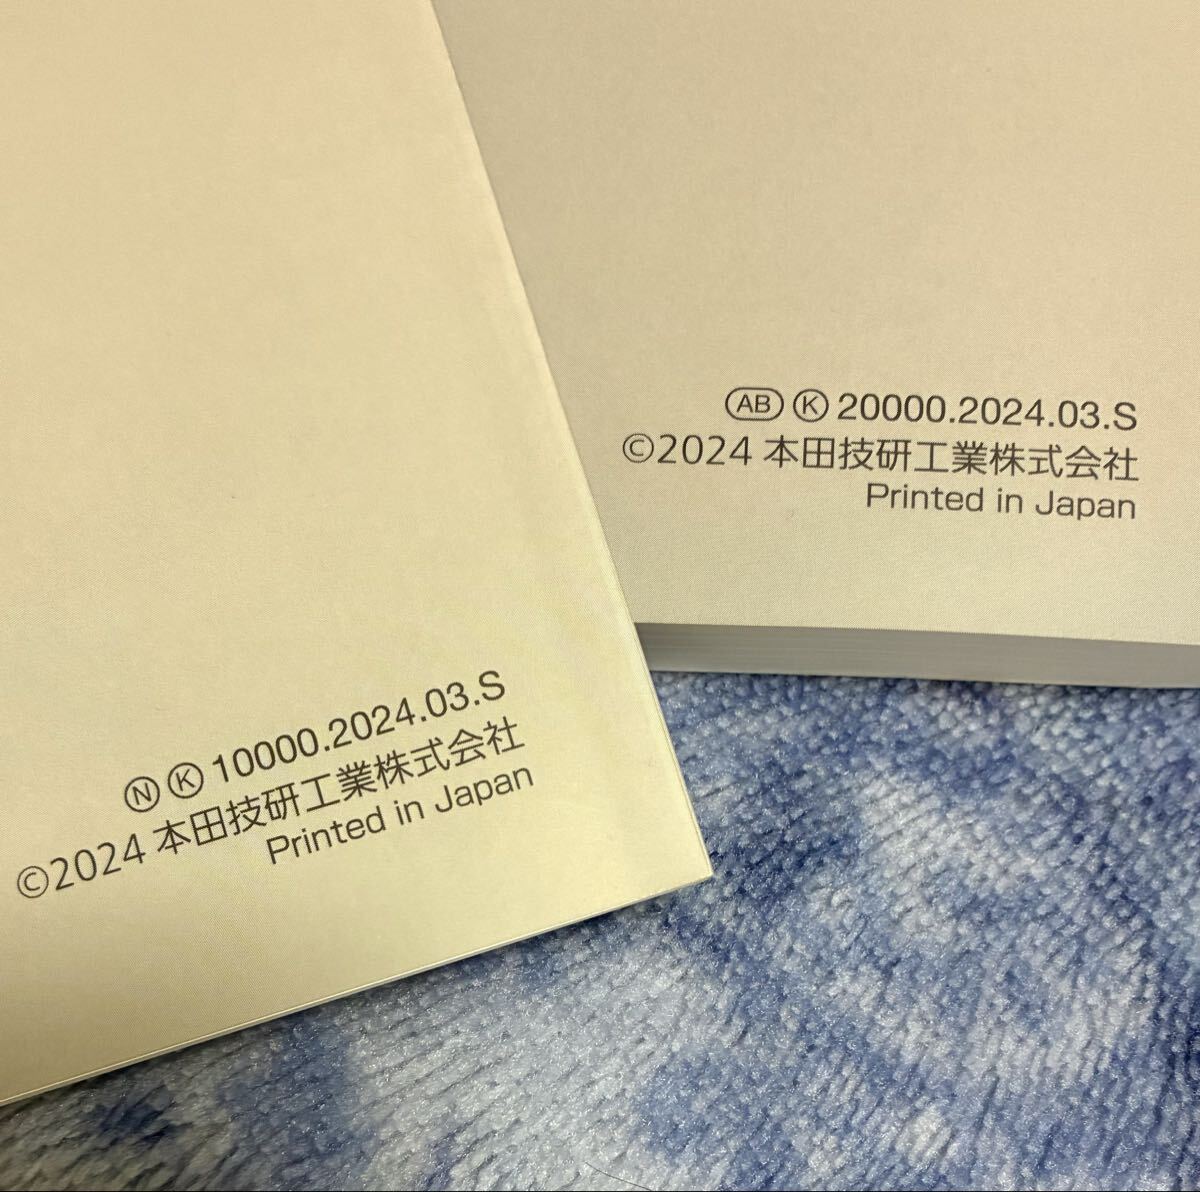 AB K 20000.2024.03.S
©2024 本田技研工業株式会社
Printed in Japan
N K 10000.2024.03.S
©2024 本田技研工業株式会社
Printed in Japan